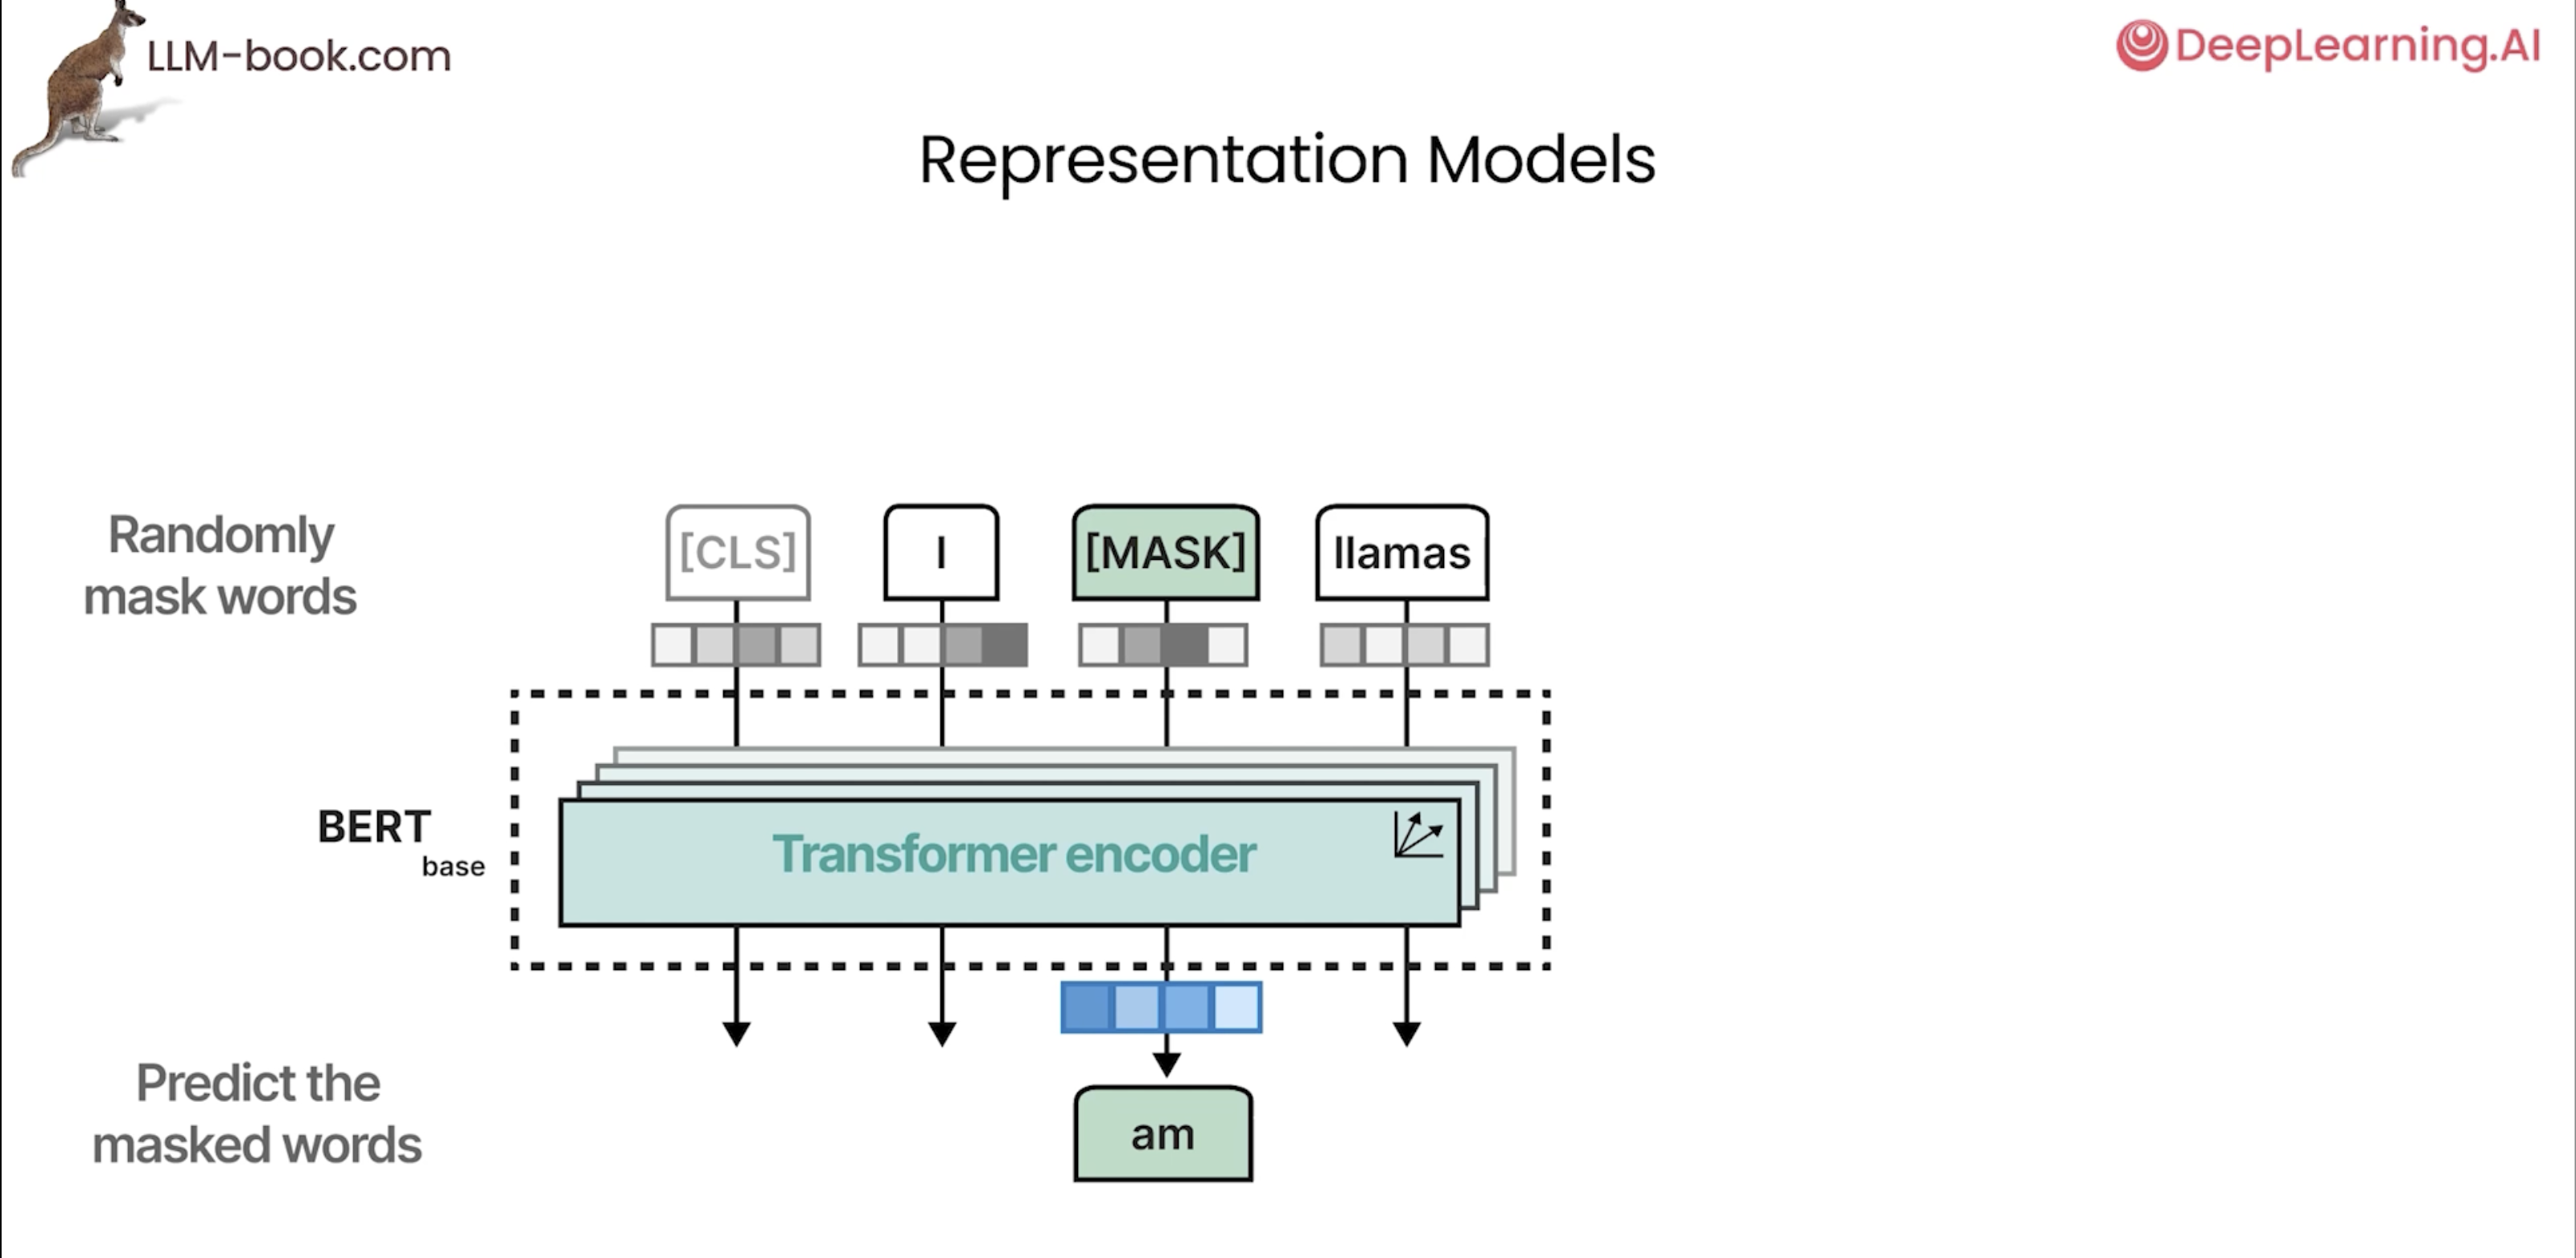 LLM-book.com
DeepLearning.AI
Representation Models
Randomly
mask words
[CLS]
I
[MASK]
llamas
BERT
base
Transformer encoder
Predict the
masked words
am